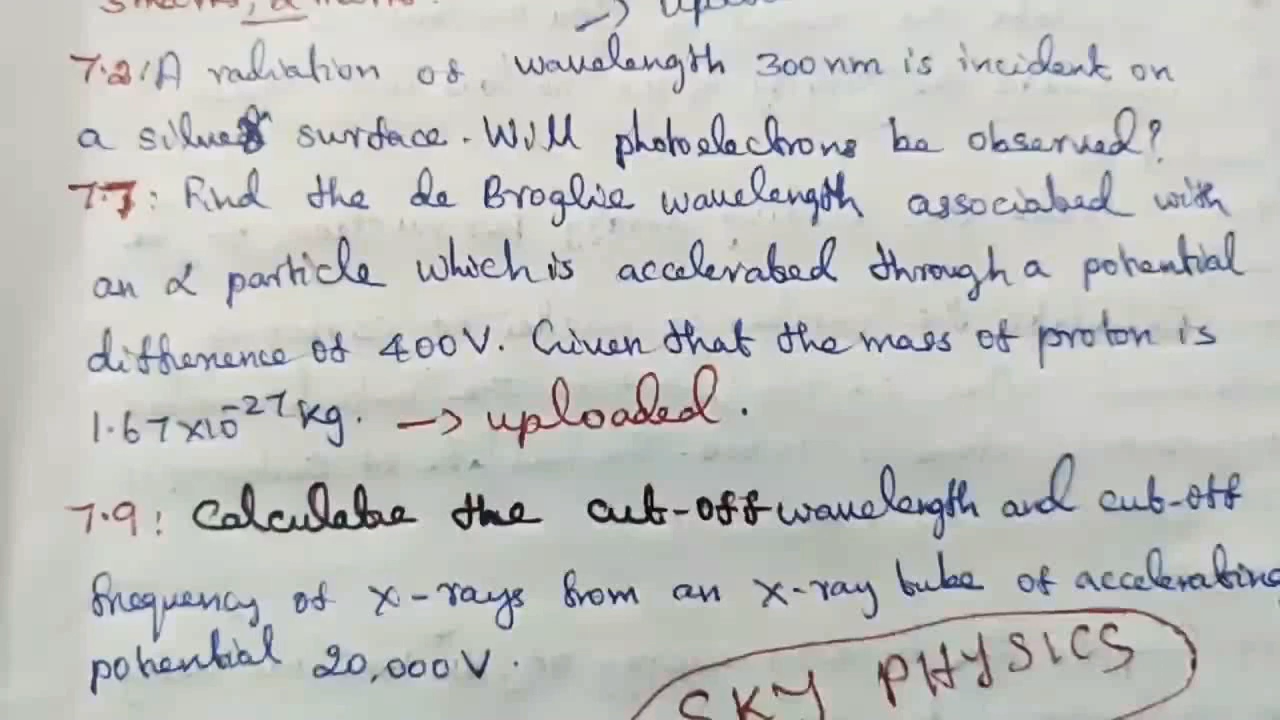 7.2: A radiation of wavelength 300nm is incident on
a silver surface. Will photoelectrons be observed?
7.7: Find the de Broglie wavelength associated with
an α particle which is accelerated through a potential
difference of 400V. Given that the mass of proton is
1.67×10⁻²⁷kg. → uploaded.
7.9: Calculate the cut-off wavelength and cut-off
frequency of x-rays from an x-ray tube of accelerating
potential 20,000V.
SKY PHYSICS